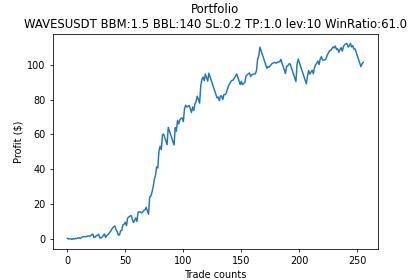 Portfolio
WAVESUSDT BBM:1.5 BBL:140 SL:0.2 TP:1.0 lev:10 WinRatio:61.0
100
80
60
40
20
0
Profit ($)
0 50 100 150 200 250
Trade counts